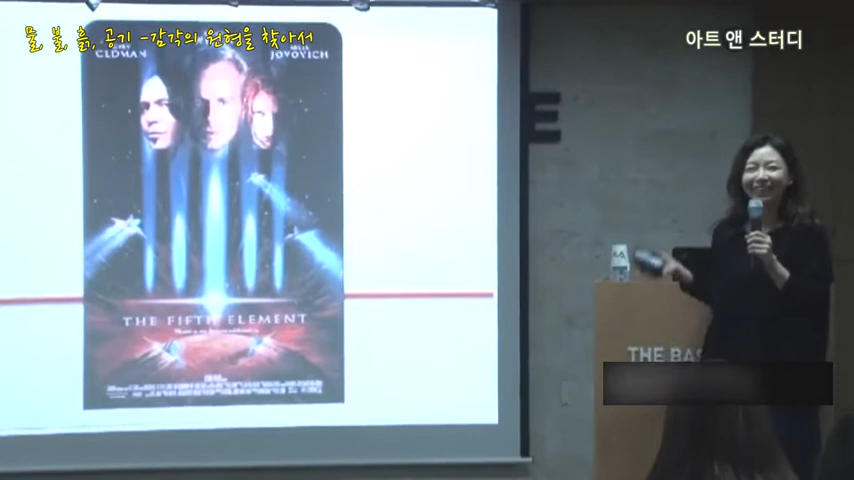 물, 불, 흙, 공기 -감각의 원형을 찾아서
아트 앤 스터디
OLDMAN
JOVOVICH
THE FIFTH ELEMENT
THE BAS